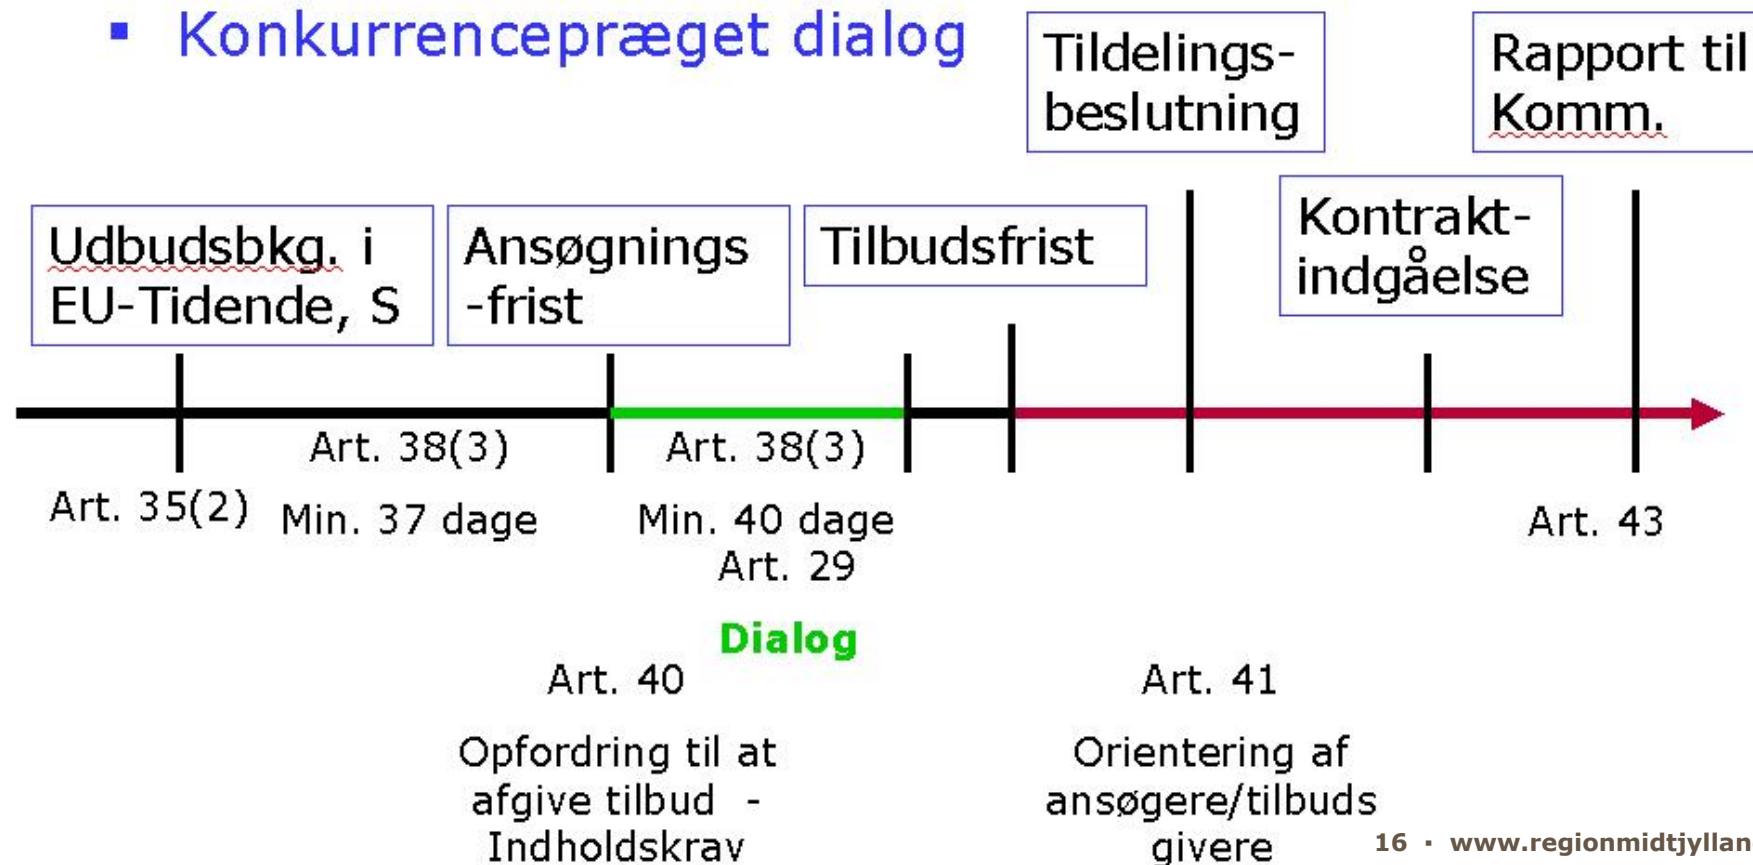 ▪ Konkurrencepræget dialog
Tildelings-
beslutning
Rapport til
Komm.
Udbudsbkg. i
EU-Tidende, S
Ansøgnings
-frist
Tilbudsfrist
Kontrakt-
indgåelse
Art. 35(2)
Art. 38(3)
Min. 37 dage
Art. 38(3)
Min. 40 dage
Art. 29
Dialog
Art. 43
Art. 40
Opfordring til at
afgive tilbud -
Indholdskrav
Art. 41
Orientering af
ansøgere/tilbuds
givere
16 ▪ www.regionmidtjyllan